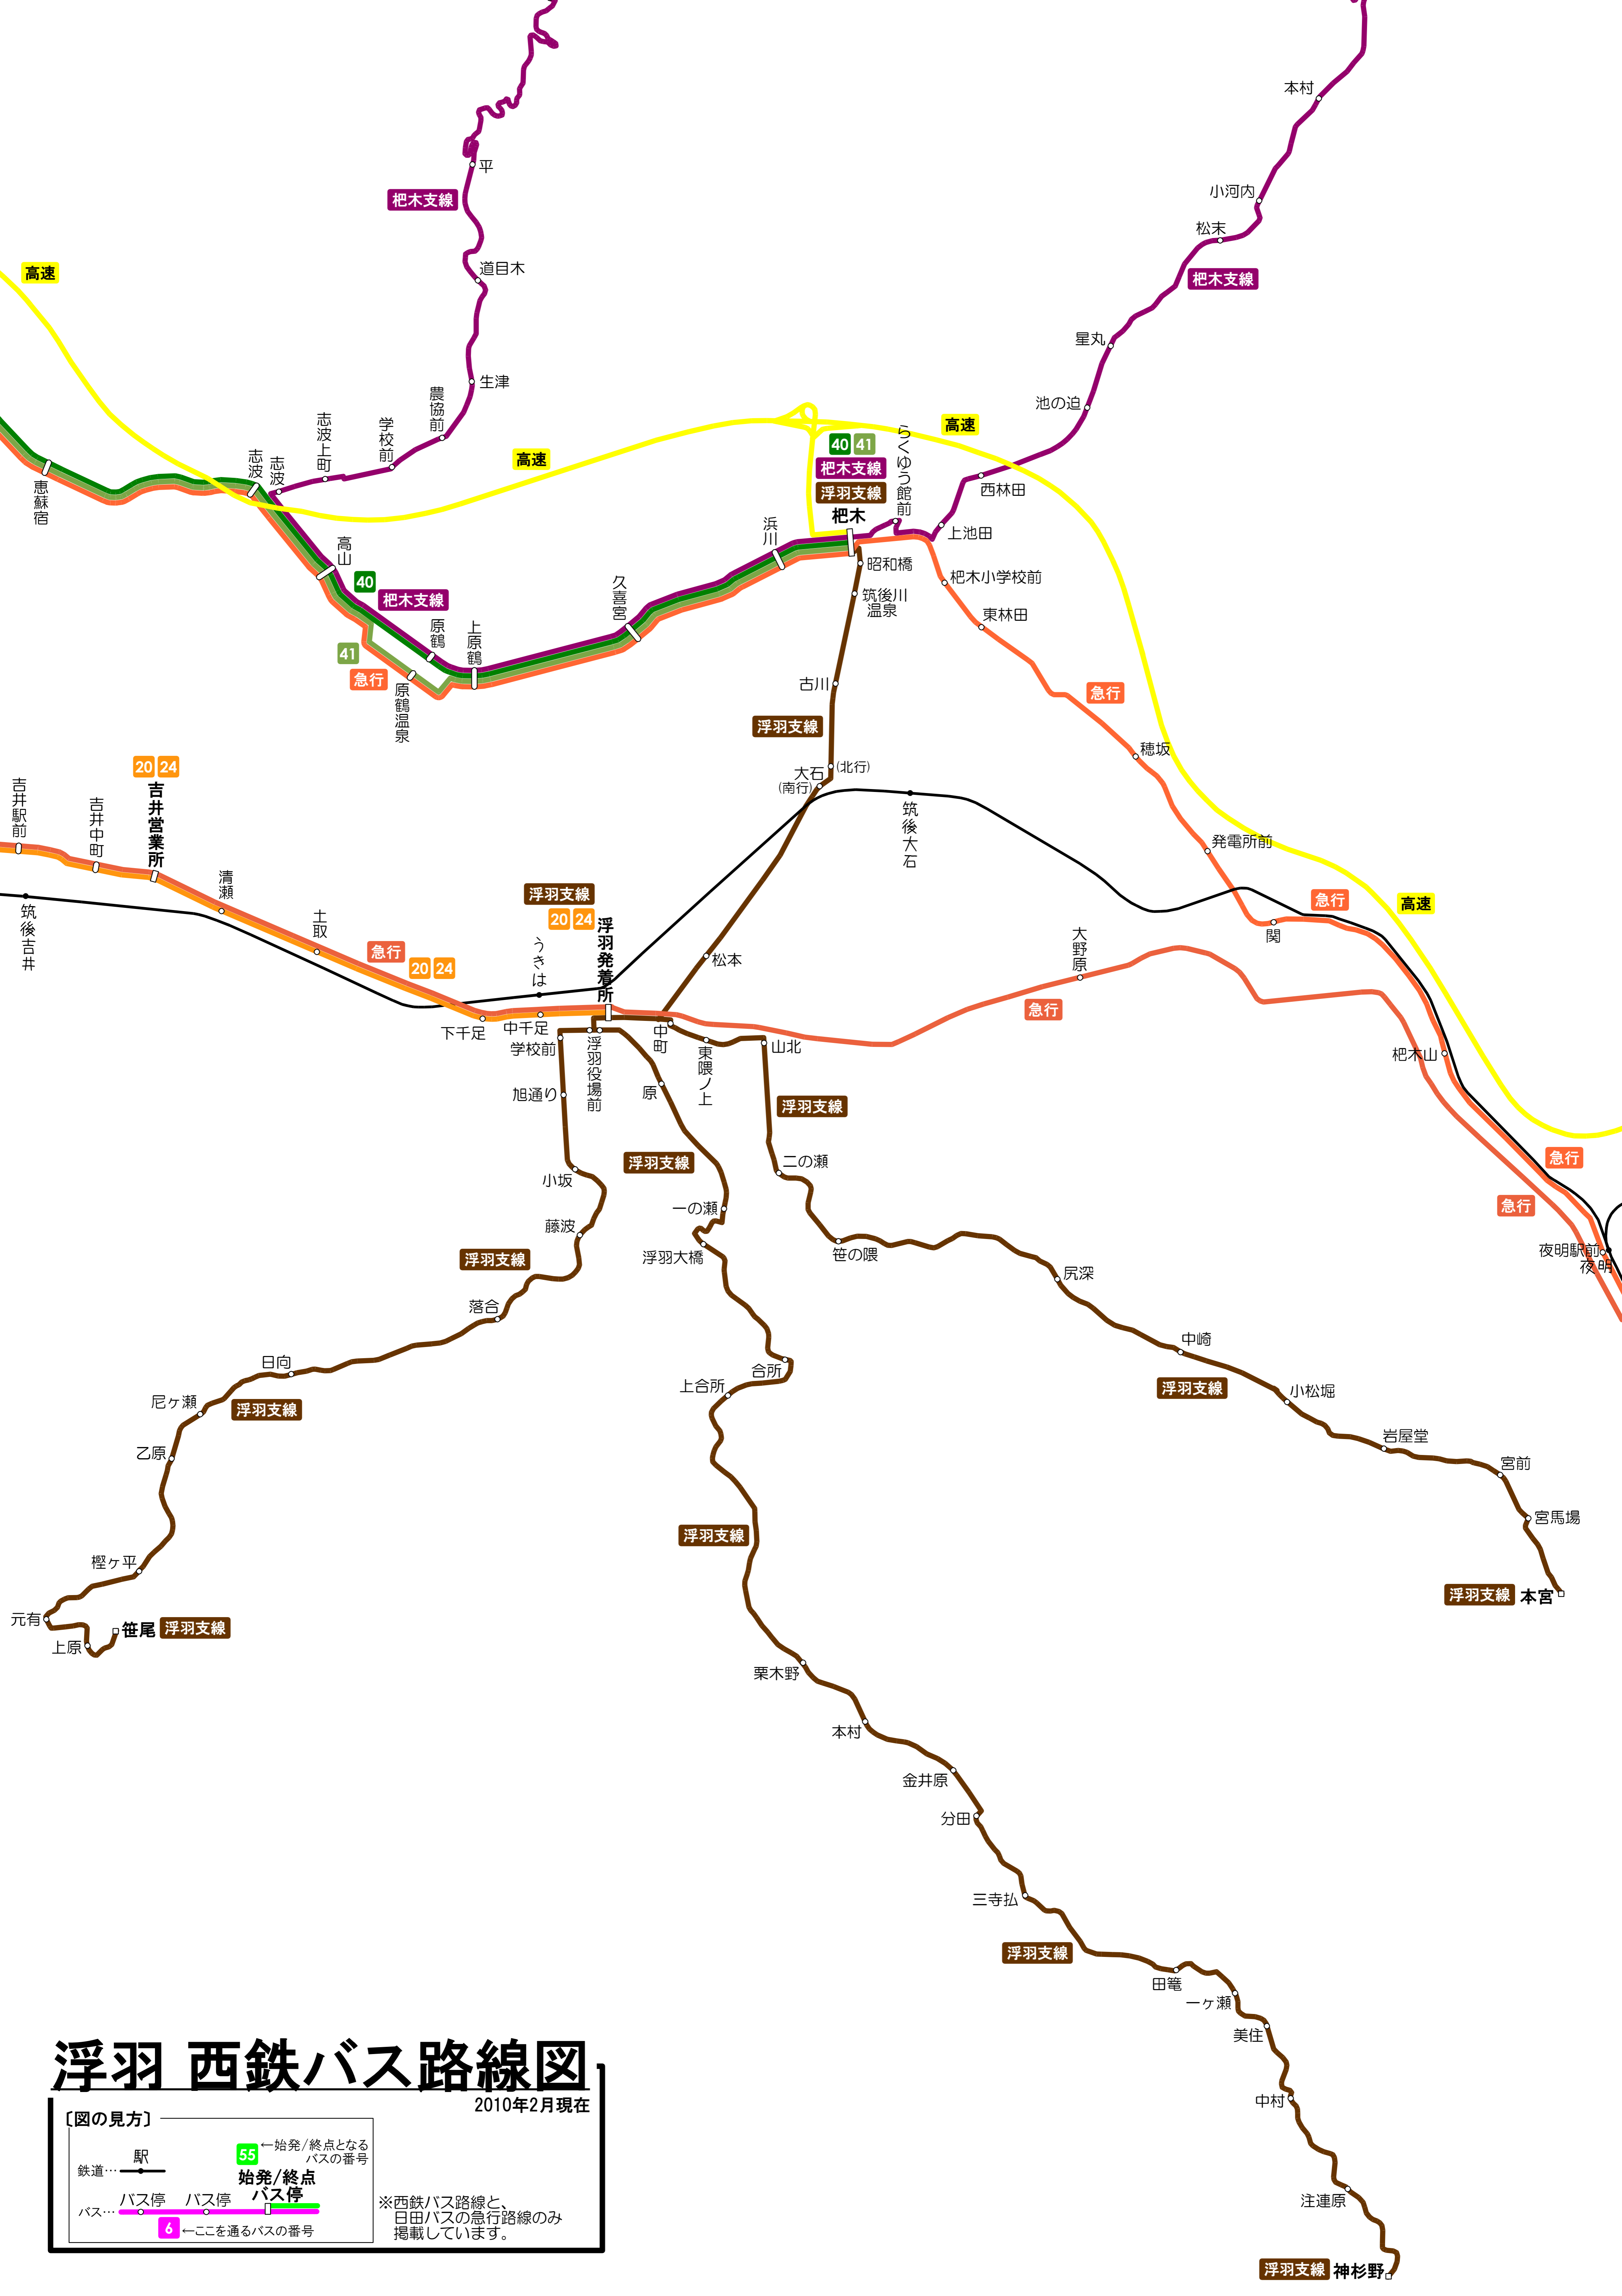 本村
平
杷木支線
小河内
松末
高速
道目木
杷木支線
星丸
生津
農協前
池の迫
志波上町
学校前
らくゆう館前
高速
40 41
志波
志波
高速
杷木支線
恵蘇宿
浮羽支線
西林田
杷木
浜川
上池田
高山
昭和橋
40
杷木支線
久喜宮
筑後川
温泉
杷木小学校前
東林田
原鶴
上原鶴
41
急行
原鶴温泉
古川
急行
浮羽支線
穂坂
20 24
大石
(北行)
(南行)
吉井駅前
吉井中町
吉井営業所
筑後大石
発電所前
清瀬
浮羽支線
急行
高速
20 24
土取
浮羽発着所
関
筑後吉井
うきは
急行
20 24
松本
大野原
急行
下千足
中千足
中町
学校前
浮羽役場前
東隈ノ上
山北
杷木山
旭通り
原
浮羽支線
浮羽支線
二の瀬
急行
小坂
一の瀬
急行
藤波
浮羽支線
浮羽大橋
笹の隈
夜明駅前
夜明
尻深
落合
中崎
日向
合所
上合所
浮羽支線
小松堀
尼ヶ瀬
浮羽支線
岩屋堂
乙原
宮前
浮羽支線
宮馬場
樫ヶ平
浮羽支線 本宮
元有
笹尾 浮羽支線
上原
栗木野
本村
金井原
分田
三寺払
浮羽支線
田篭
一ヶ瀬
美住
中村
注連原
浮羽支線 神杉野
浮羽 西鉄バス路線図
2010年2月現在
〔図の見方〕
駅
鉄道…
55
←始発/終点となる
バスの番号
始発/終点
バス停
バス停
バス停
バス…
6 ←ここを通るバスの番号
※西鉄バス路線と、
日田バスの急行路線のみ
掲載しています。